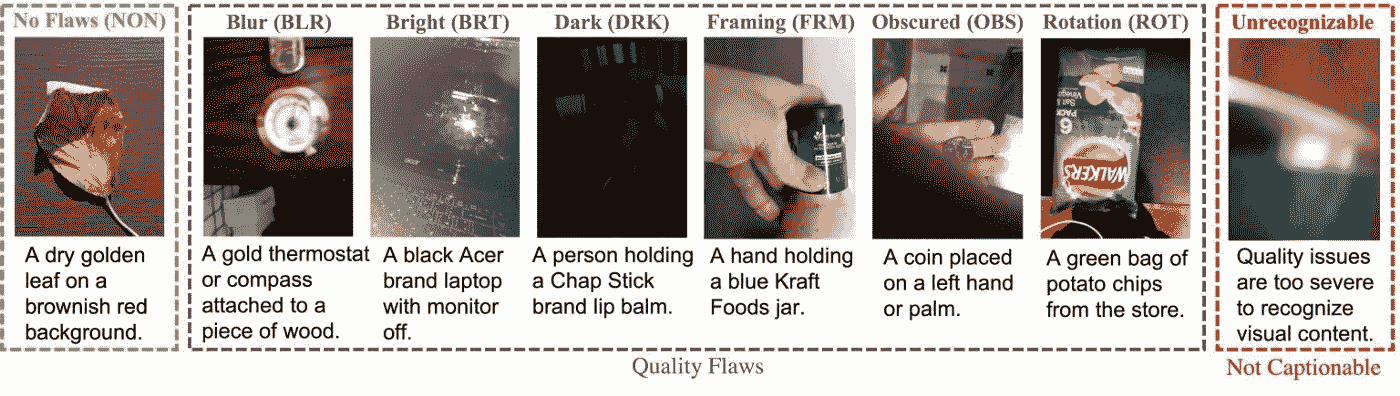 No Flaws (NON)
Blur (BLR)
Bright (BRT)
Dark (DRK)
Framing (FRM)
Obscured (OBS)
Rotation (ROT)
Unrecognizable
Salt &
Vinegar
6
PACK
WALKERS
A dry golden
leaf on a
brownish red
background.
A gold thermostat
or compass
attached to a
piece of wood.
A black Acer
brand laptop
with monitor
off.
A person holding
a Chap Stick
brand lip balm.
A hand holding
a blue Kraft
Foods jar.
A coin placed
on a left hand
or palm.
A green bag of
potato chips
from the store.
Quality issues
are too severe
to recognize
visual content.
Quality Flaws
Not Captionable